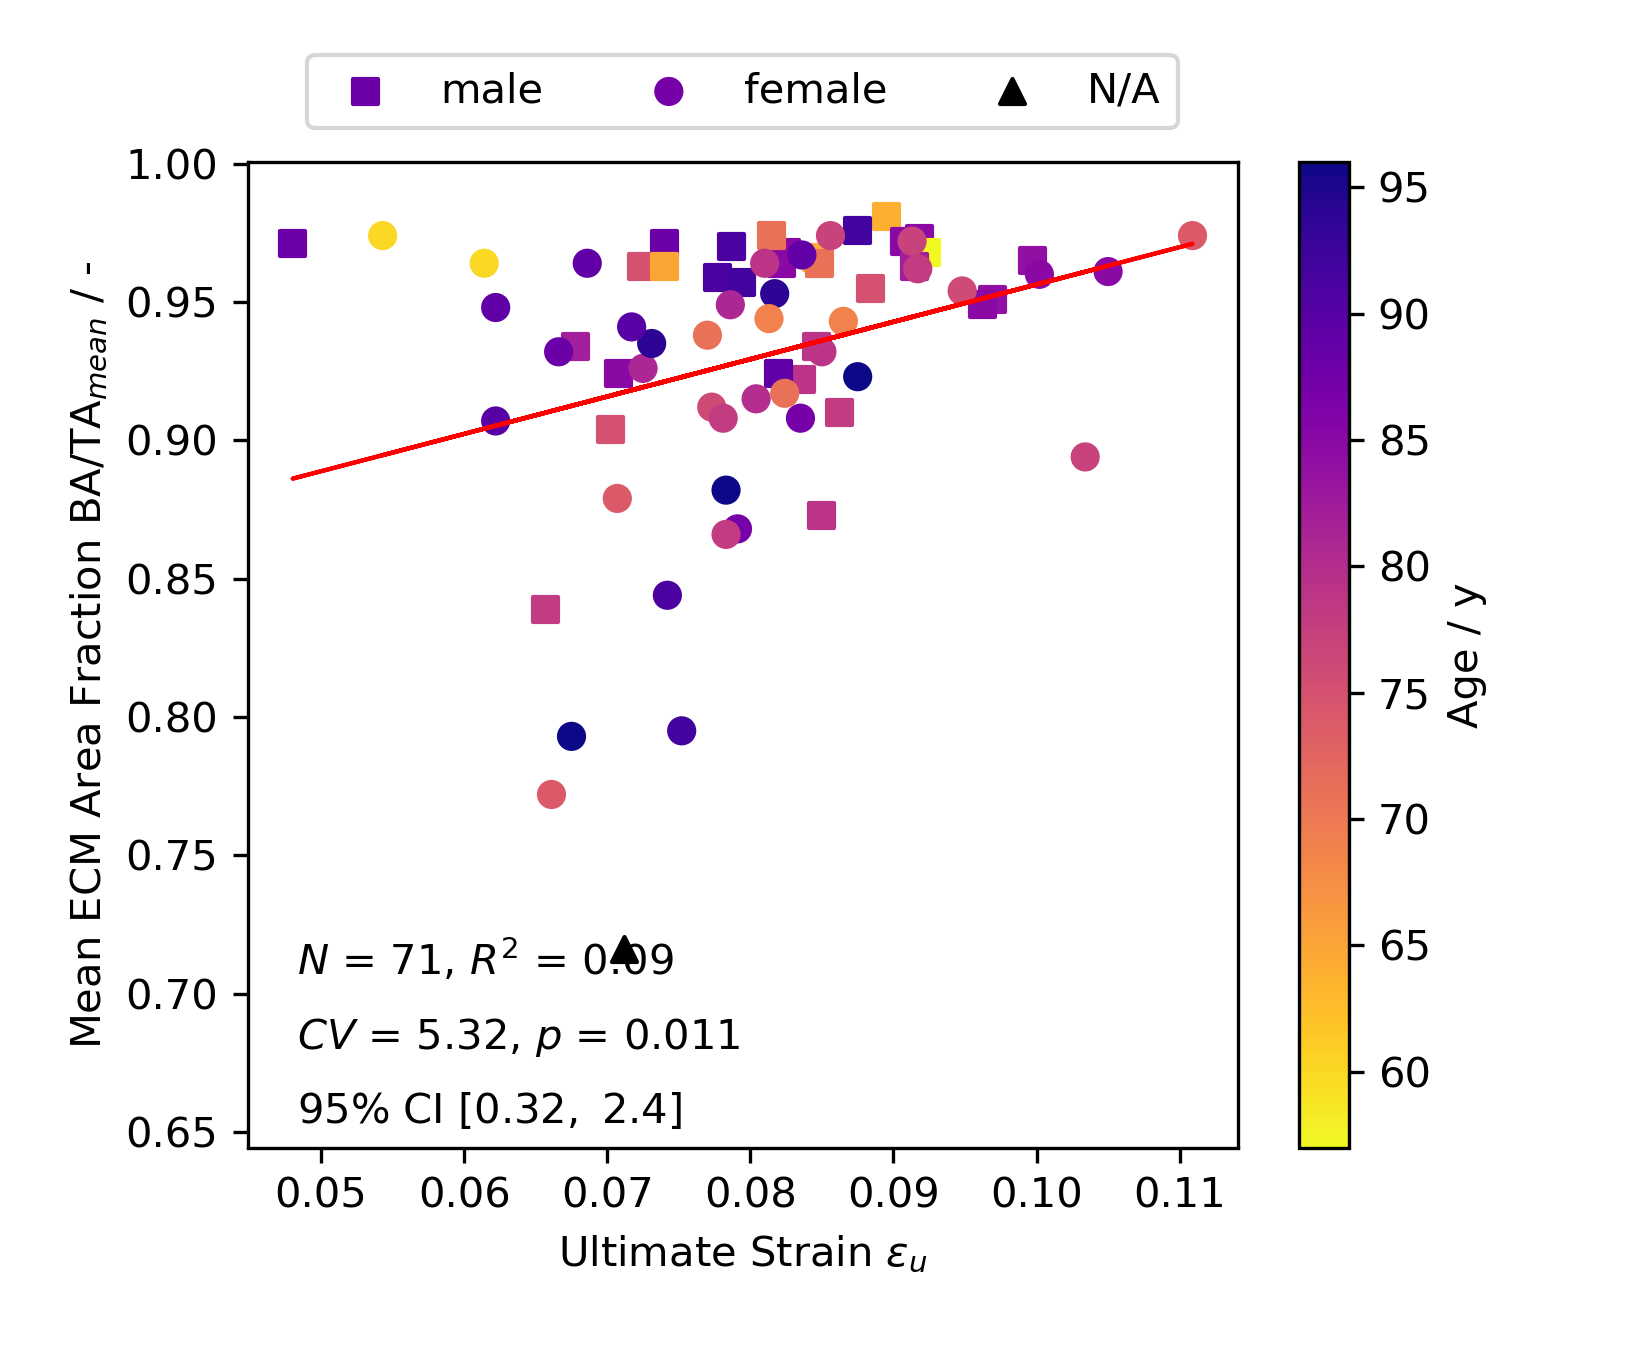 male female N/A
1.00
0.95
0.90
0.85
0.80
0.75
0.70
0.65
Mean ECM Area Fraction BA/TA_mean / -
N = 71, R² = 0.09
CV = 5.32, p = 0.011
95% CI [0.32, 2.4]
0.05 0.06 0.07 0.08 0.09 0.10 0.11
Ultimate Strain ε_u
95
90
85
80
75
70
65
60
Age / y